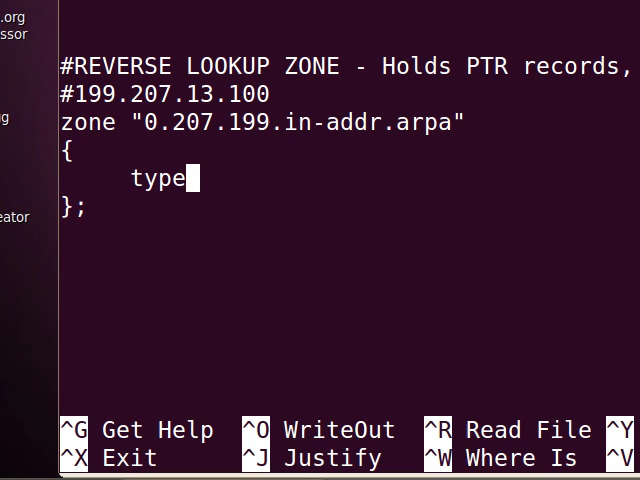 .org
ssor
#REVERSE LOOKUP ZONE - Holds PTR records,
#199.207.13.100
zone "0.207.199.in-addr.arpa"
{
type
};
g
eator
^G Get Help ^O WriteOut ^R Read File ^Y
^X Exit ^J Justify ^W Where Is ^V